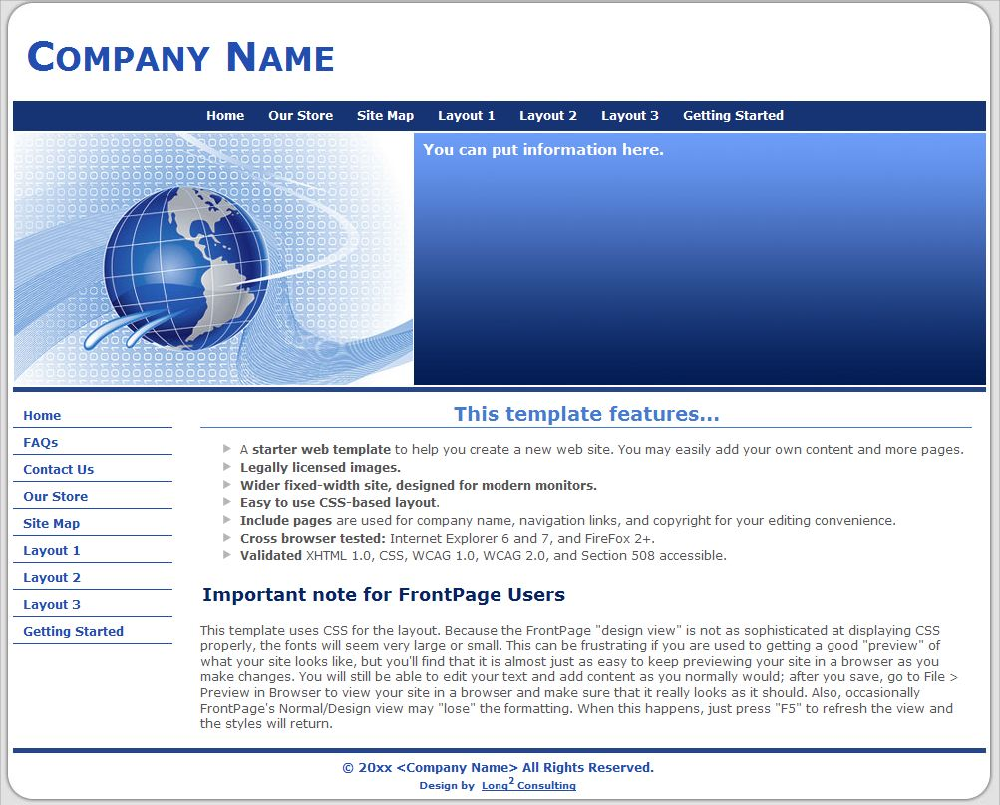 COMPANY NAME
Home Our Store Site Map Layout 1 Layout 2 Layout 3 Getting Started
You can put information here.
Home
FAQs
Contact Us
Our Store
Site Map
Layout 1
Layout 2
Layout 3
Getting Started
This template features...
A starter web template to help you create a new web site. You may easily add your own content and more pages.
Legally licensed images.
Wider fixed-width site, designed for modern monitors.
Easy to use CSS-based layout.
Include pages are used for company name, navigation links, and copyright for your editing convenience.
Cross browser tested: Internet Explorer 6 and 7, and FireFox 2+.
Validated XHTML 1.0, CSS, WCAG 1.0, WCAG 2.0, and Section 508 accessible.
Important note for FrontPage Users
This template uses CSS for the layout. Because the FrontPage "design view" is not as sophisticated at displaying CSS
properly, the fonts will seem very large or small. This can be frustrating if you are used to getting a good "preview" of
what your site looks like, but you'll find that it is almost just as easy to keep previewing your site in a browser as you
make changes. You will still be able to edit your text and add content as you normally would; after you save, go to File >
Preview in Browser to view your site in a browser and make sure that it really looks as it should. Also, occasionally
FrontPage's Normal/Design view may "lose" the formatting. When this happens, just press "F5" to refresh the view and
the styles will return.
© 20xx <Company Name> All Rights Reserved.
Design by Long² Consulting